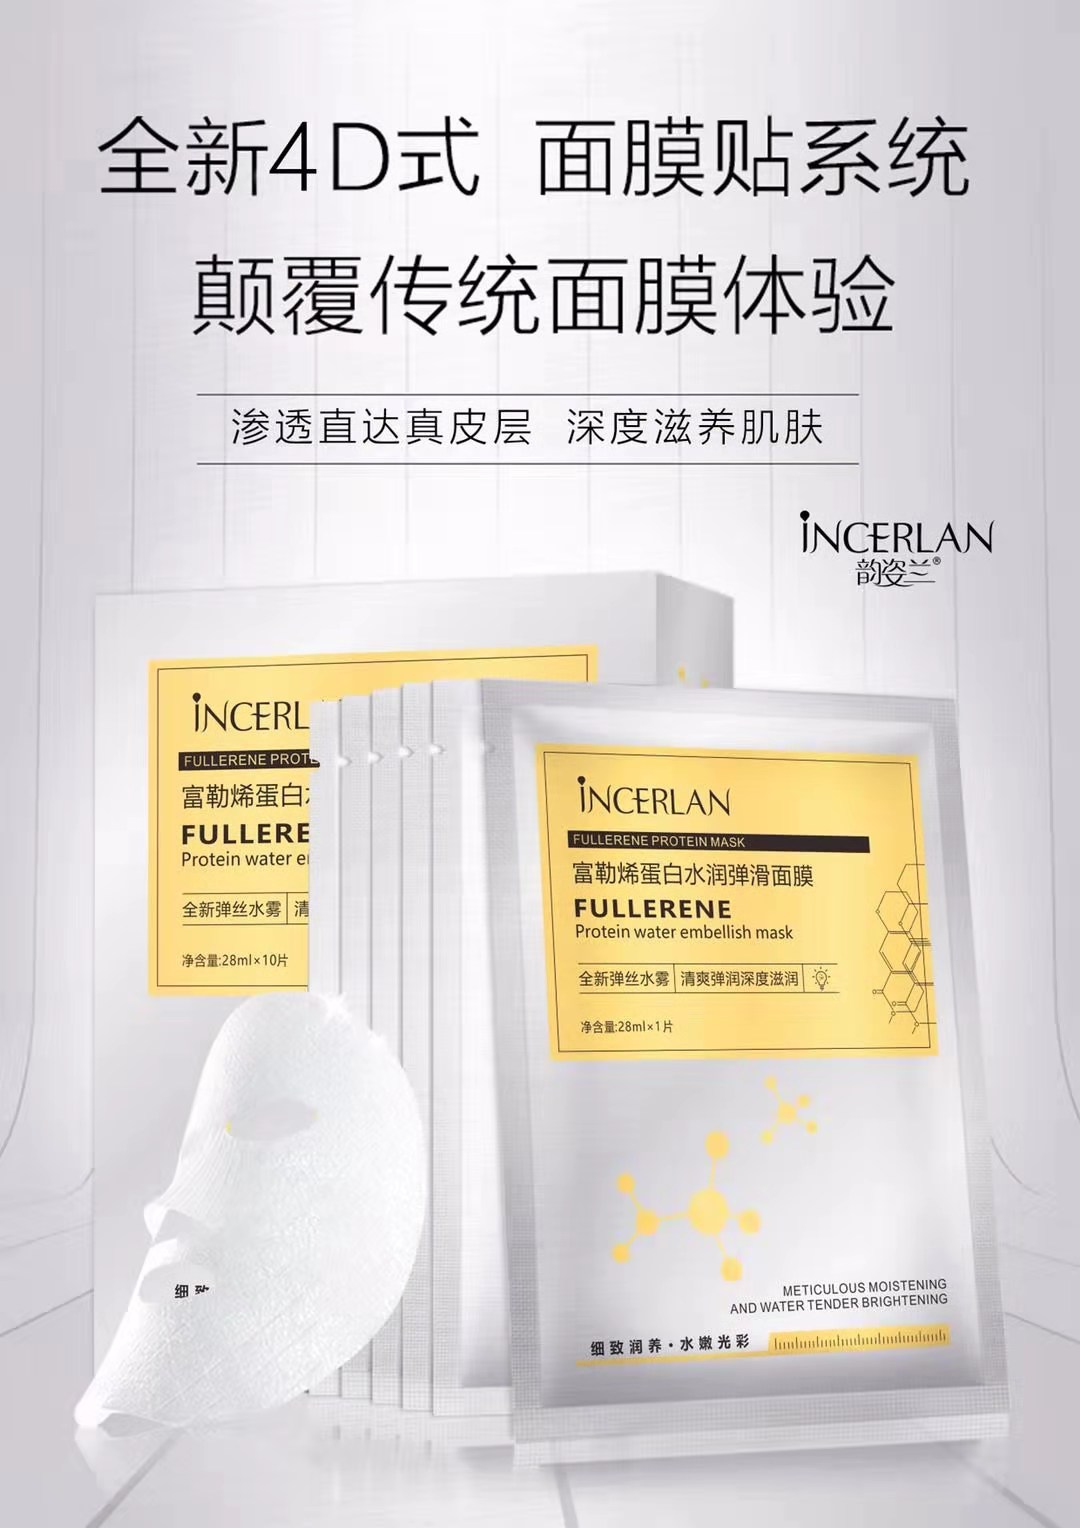 全新4D式 面膜贴系统
颠覆传统面膜体验
渗透直达真皮层 深度滋养肌肤
INCERLAN
韵姿兰®
INCERL
FULLERENE PROTE
富勒烯蛋白水
FULLERE
Protein water e
全新弹丝水雾 清
净含量:28ml×10片
INCERLAN
FULLERENE PROTEIN MASK
富勒烯蛋白水润弹滑面膜
FULLERENE
Protein water embellish mask
全新弹丝水雾 清爽弹润深度滋润
净含量:28ml×1片
METICULOUS MOISTENING
AND WATER TENDER BRIGHTENING
细致润养·水嫩光彩
细致